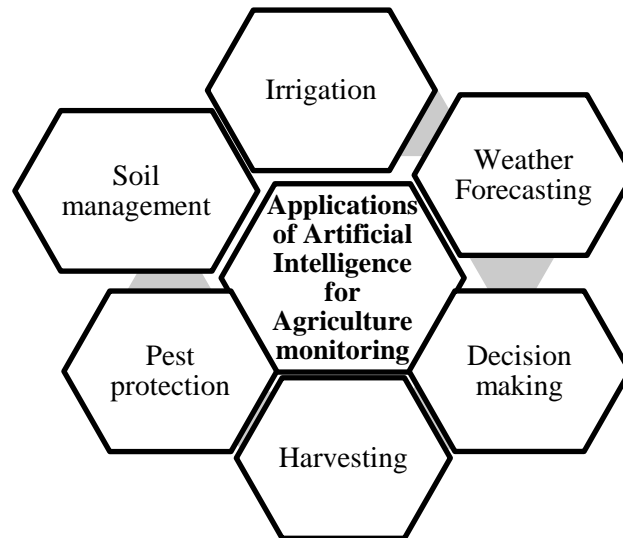 Irrigation
Weather
Forecasting
Soil
management
Applications
of Artificial
Intelligence
for
Agriculture
monitoring
Pest
protection
Decision
making
Harvesting